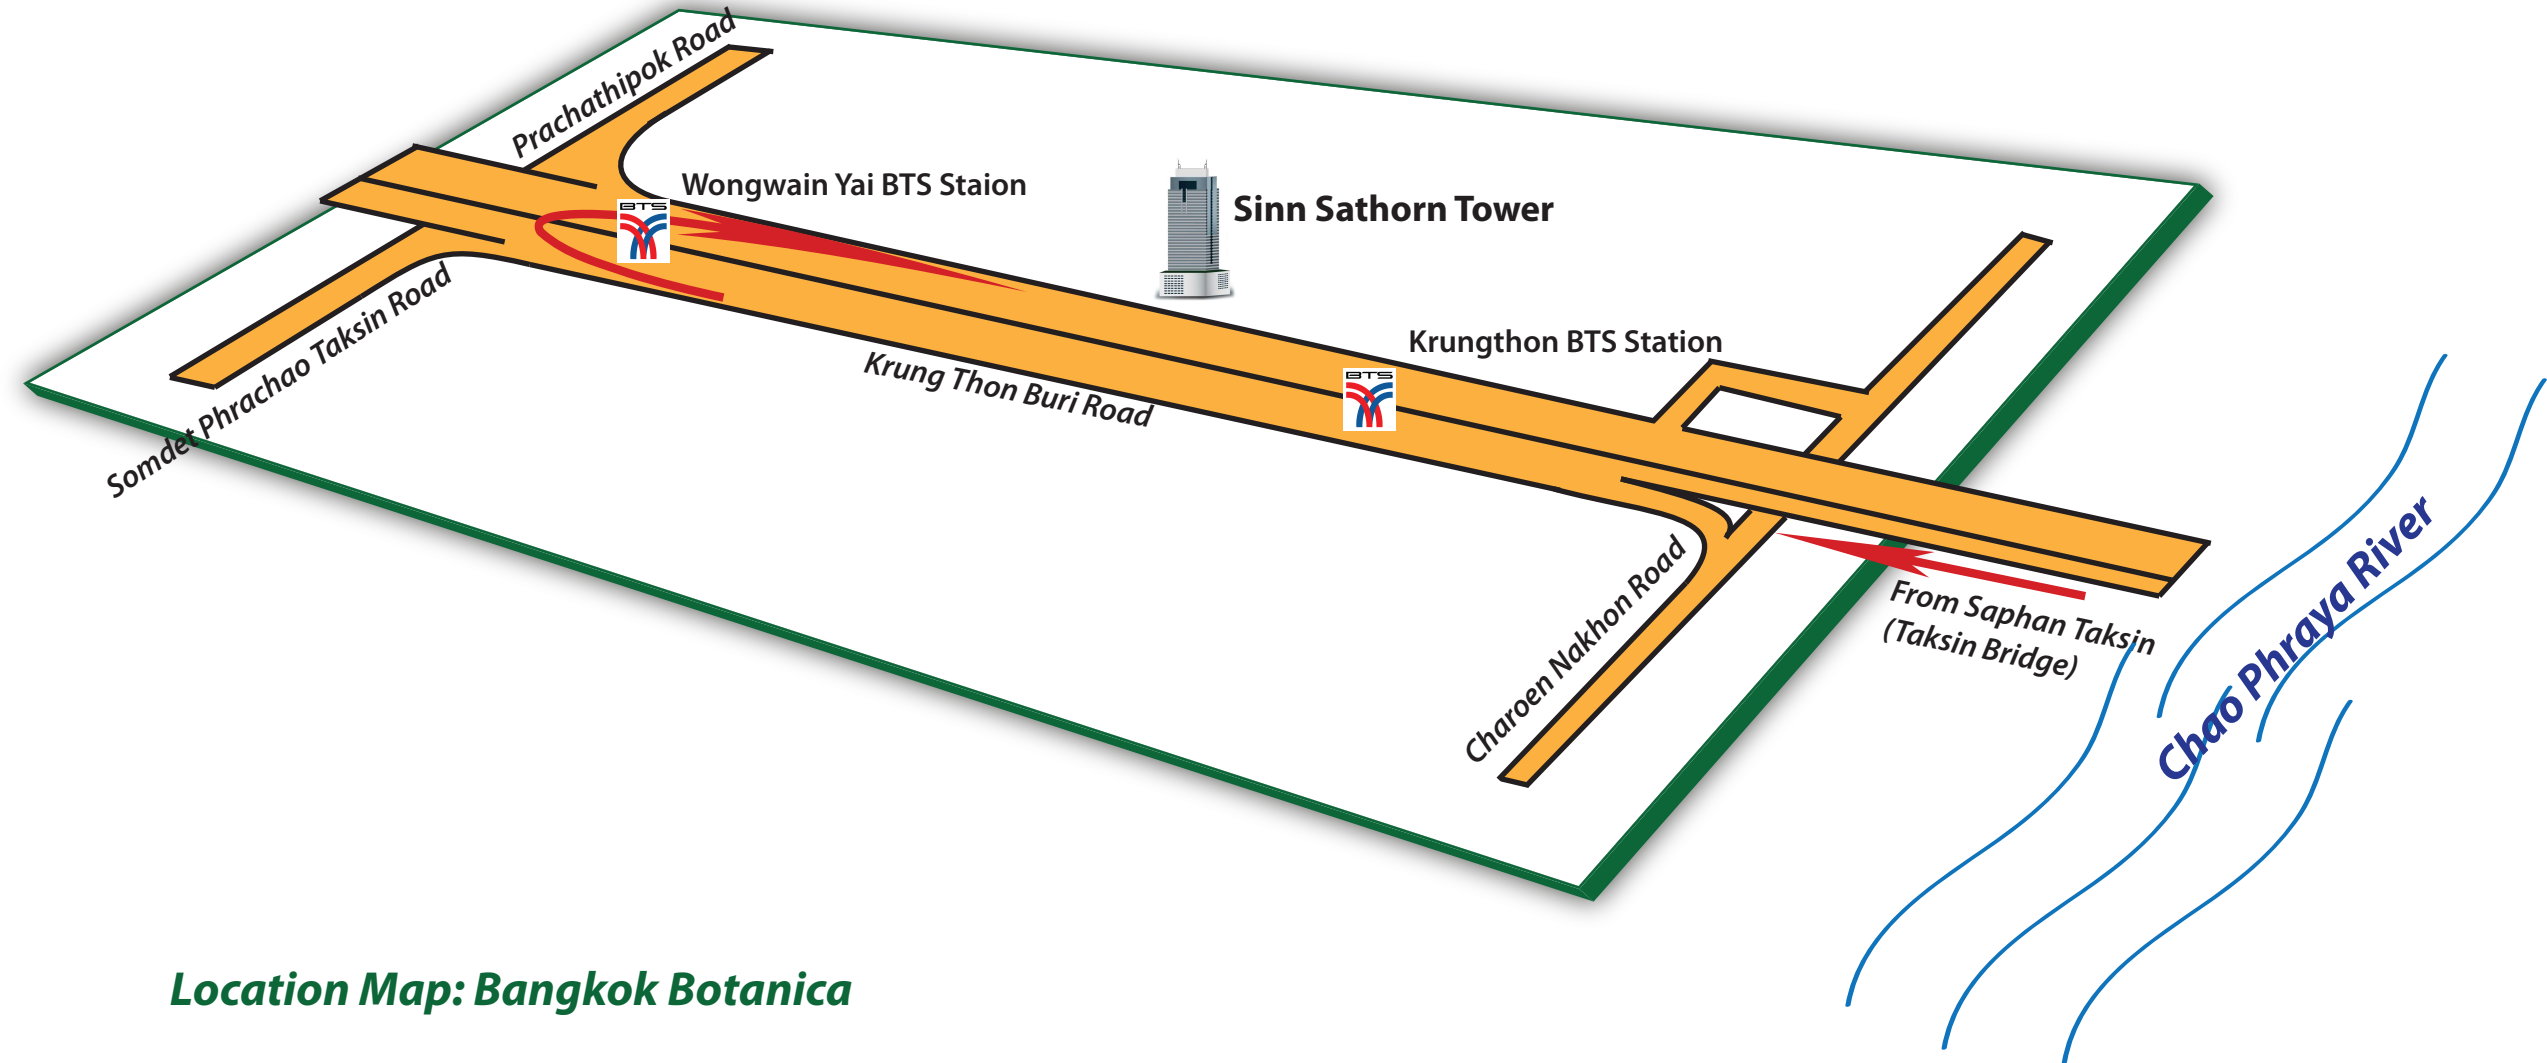 Prachathipok Road
Wongwain Yai BTS Staion
BTS
Sinn Sathorn Tower
Somdet Phrachao Taksin Road
Krung Thon Buri Road
Krungthon BTS Station
BTS
Charoen Nakhon Road
From Saphan Taksin
(Taksin Bridge)
Chao Phraya River
Location Map: Bangkok Botanica